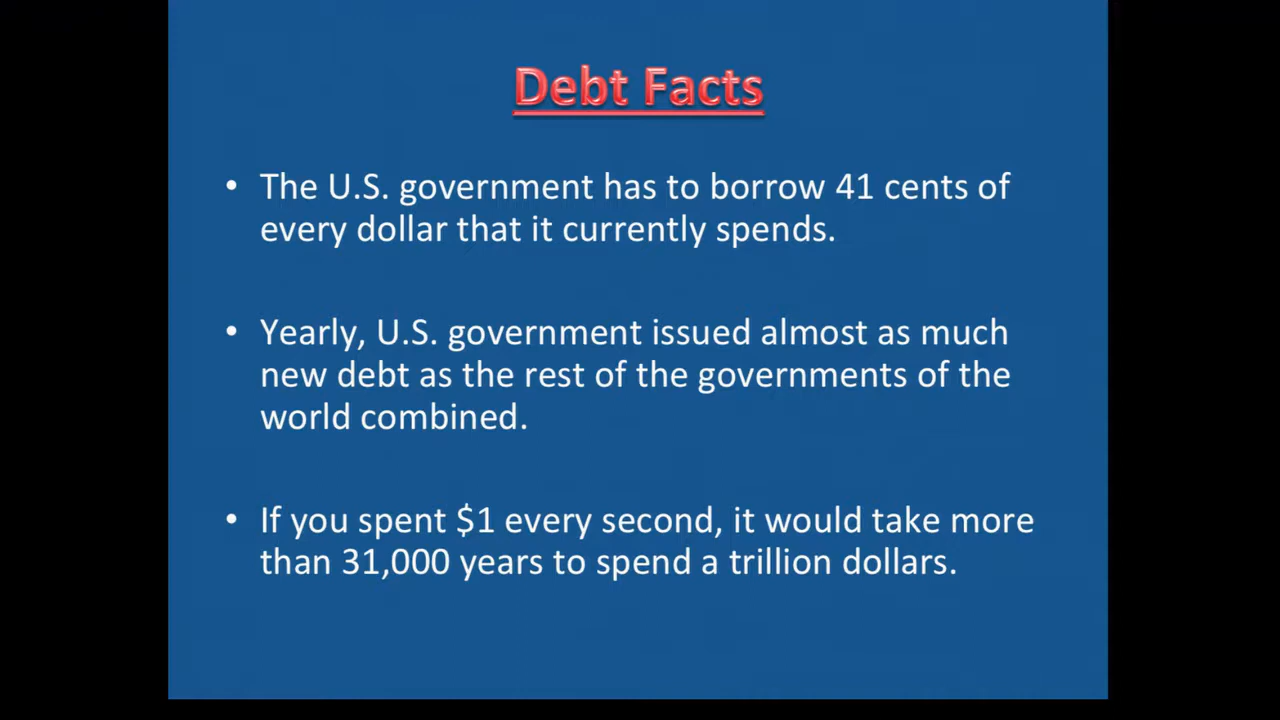 Debt Facts
• The U.S. government has to borrow 41 cents of
every dollar that it currently spends.
• Yearly, U.S. government issued almost as much
new debt as the rest of the governments of the
world combined.
• If you spent $1 every second, it would take more
than 31,000 years to spend a trillion dollars.